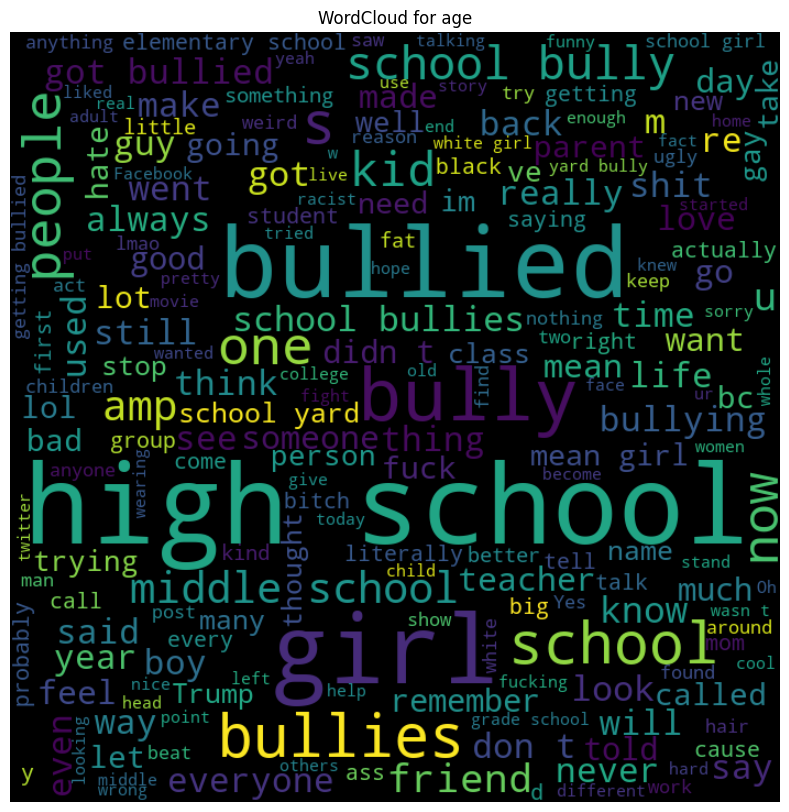 WordCloud for age
anything elementary school saw talking funny school girl
got bullied yeah school bully day take
liked real make something use story try getting new
people adult little weird s made well end back enough m re home
hate guy going reason white girl parent fact gay
Facebook got live w kid black ve yard bully ugly shit
went racist need im really started
always student saying love
getting bullied put lmao good tried bullied fat hope actually go
act pretty knew keep u
used lot movie nothing sorry
first still wanted one school bullies didn t class two right time want
stop think college old find mean life whole
children amp school yard fight bully face ur bc
lol group see someone thing bullying
bad come person fuck mean girl women
anyone wearing give bitch become
high school now
twitter trying kind today literally better tell name stand
man thought child Oh
call middle school teacher talk much
probably post many show big Yes know wasn t
said every girl white school around
year boy left mom cool
feel nice Trump help fucking look found called
head remember
way point grade school will hair
even let beat bullies don t told cause
looking others never say
y middle wrong everyone ass friend d different hard work